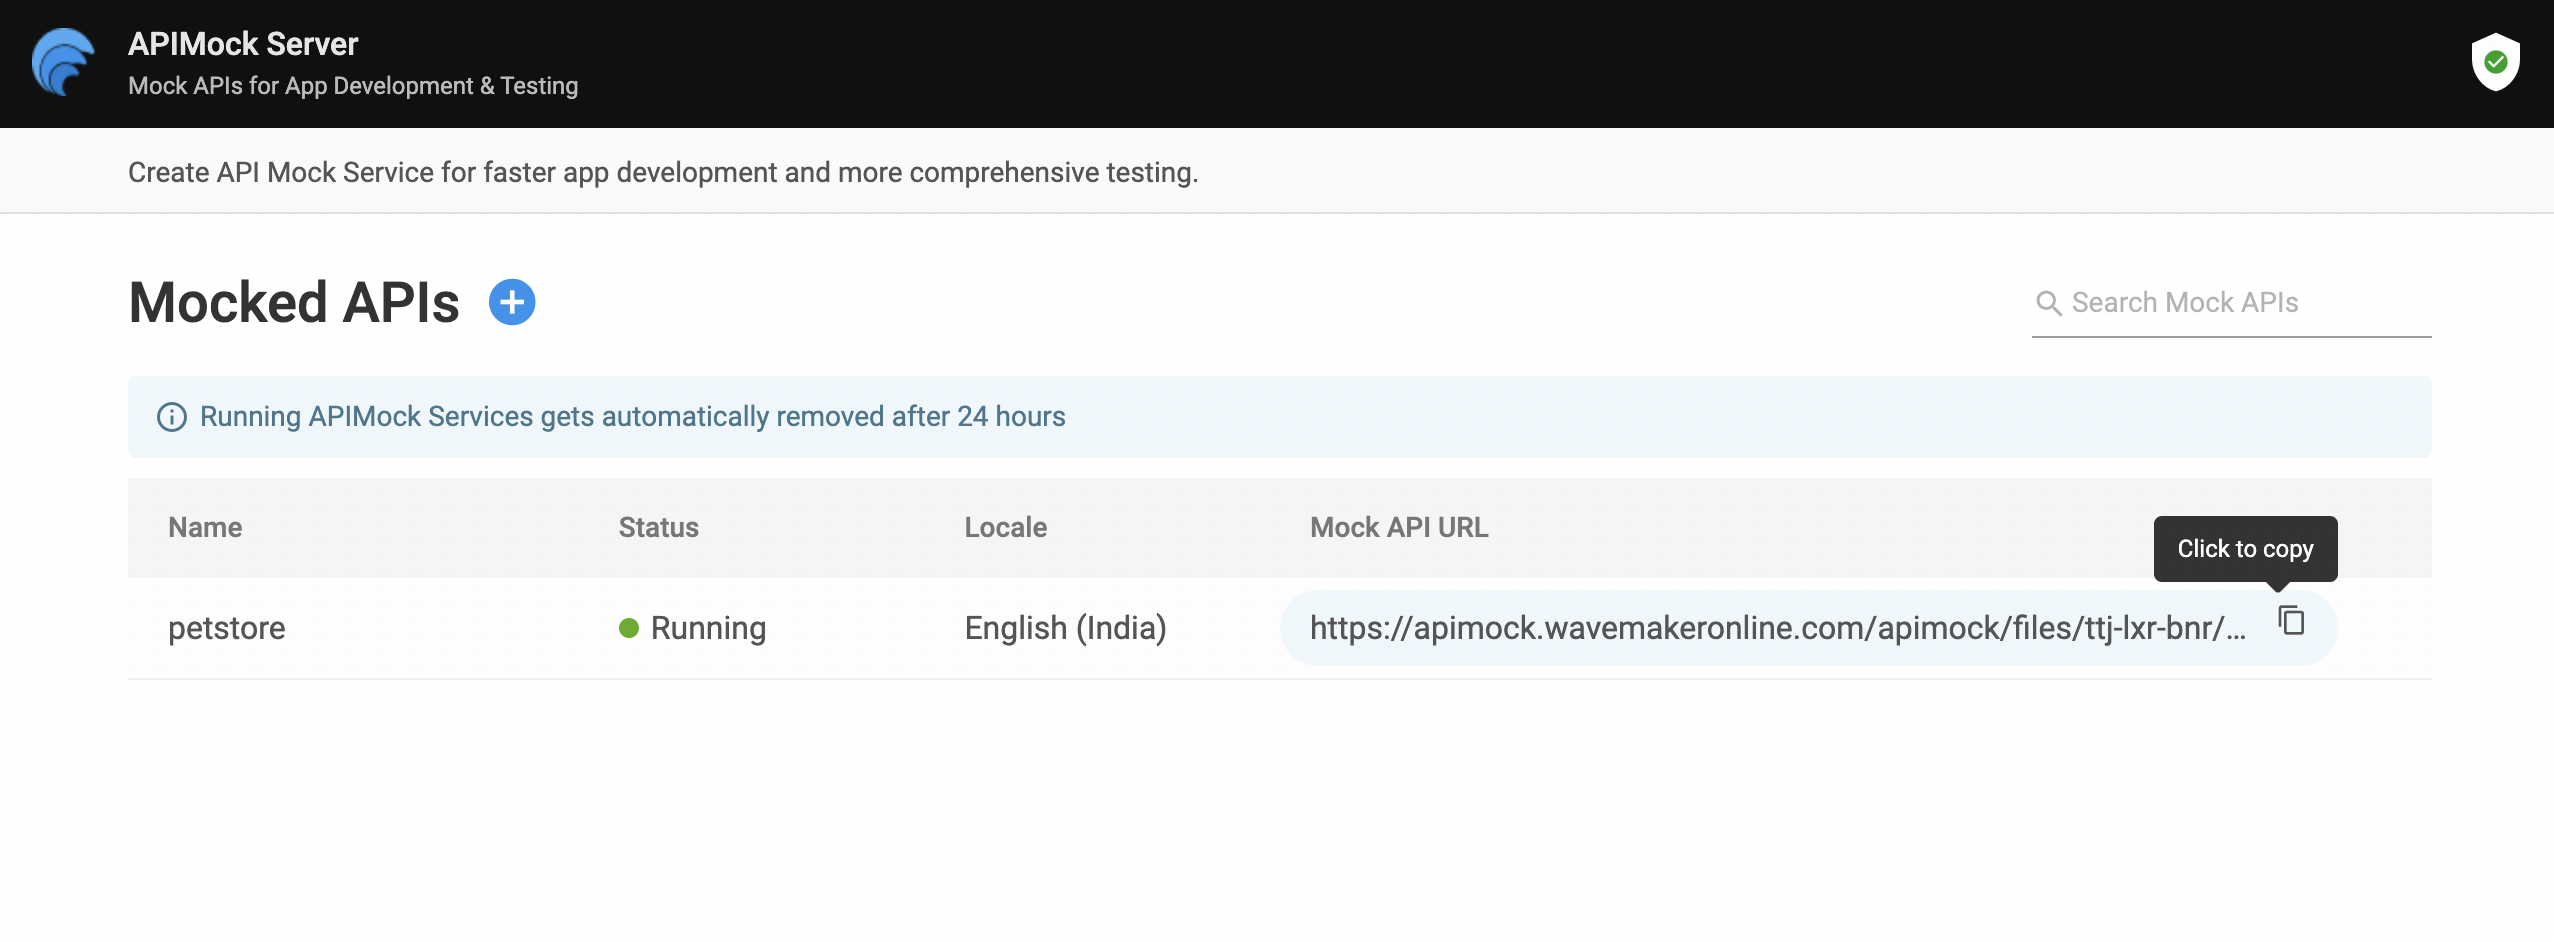 APIMock Server
Mock APIs for App Development & Testing
Create API Mock Service for faster app development and more comprehensive testing.
Mocked APIs
Search Mock APIs
Running APIMock Services gets automatically removed after 24 hours
Name Status Locale Mock API URL
Click to copy
petstore Running English (India) https://apimock.wavemakeronline.com/apimock/files/ttj-lxr-bnr/...